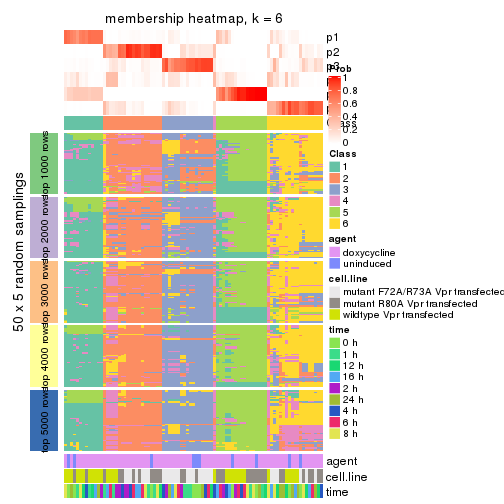 membership heatmap, k = 6
p1
p2
Prob
1
0.8
0.6
0.4
0.2
0
Class
1
2
3
4
5
6
agent
doxycycline
uninduced
cell.line
mutant F72A/R73A Vpr transfected
mutant R80A Vpr transfected
wildtype Vpr transfected
time
0 h
1 h
12 h
16 h
2 h
24 h
4 h
6 h
8 h
50 x 5 random samplings
top 1000 rows
top 2000 rows
top 3000 rows
top 4000 rows
top 5000 rows
agent
cell.line
time